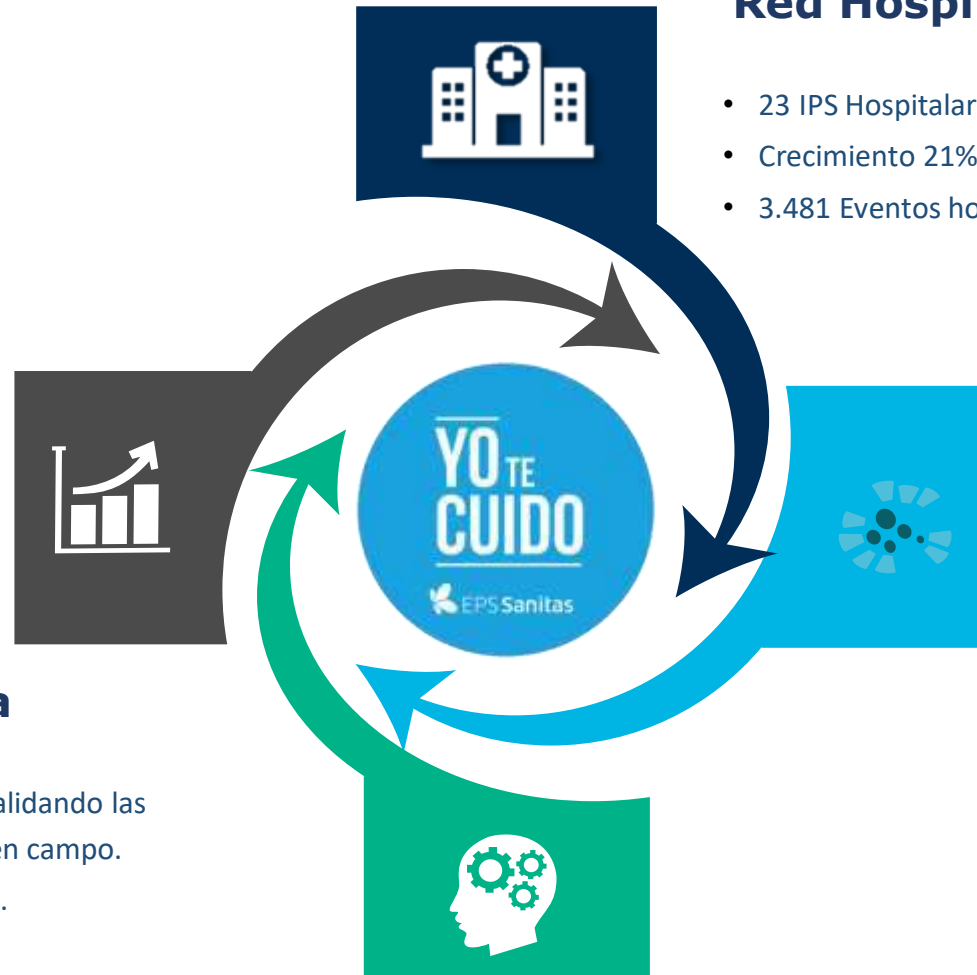 Red Hospi
• 23 IPS Hospitalar
• Crecimiento 21%
• 3.481 Eventos ho
YO TE
CUIDO
EPS Sanitas
a
alidando las
en campo.
.